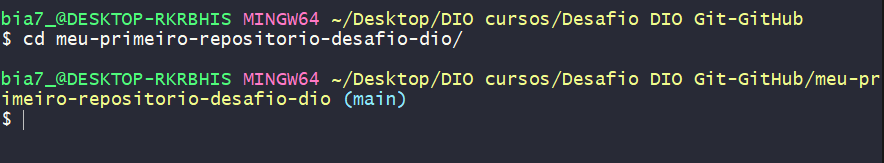 bia7_@DESKTOP-RKRBHIS MINGW64 ~/Desktop/DIO cursos/Desafio DIO Git-GitHub
$ cd meu-primeiro-repositorio-desafio-dio/
bia7_@DESKTOP-RKRBHIS MINGW64 ~/Desktop/DIO cursos/Desafio DIO Git-GitHub/meu-pr
imeiro-repositorio-desafio-dio (main)
$